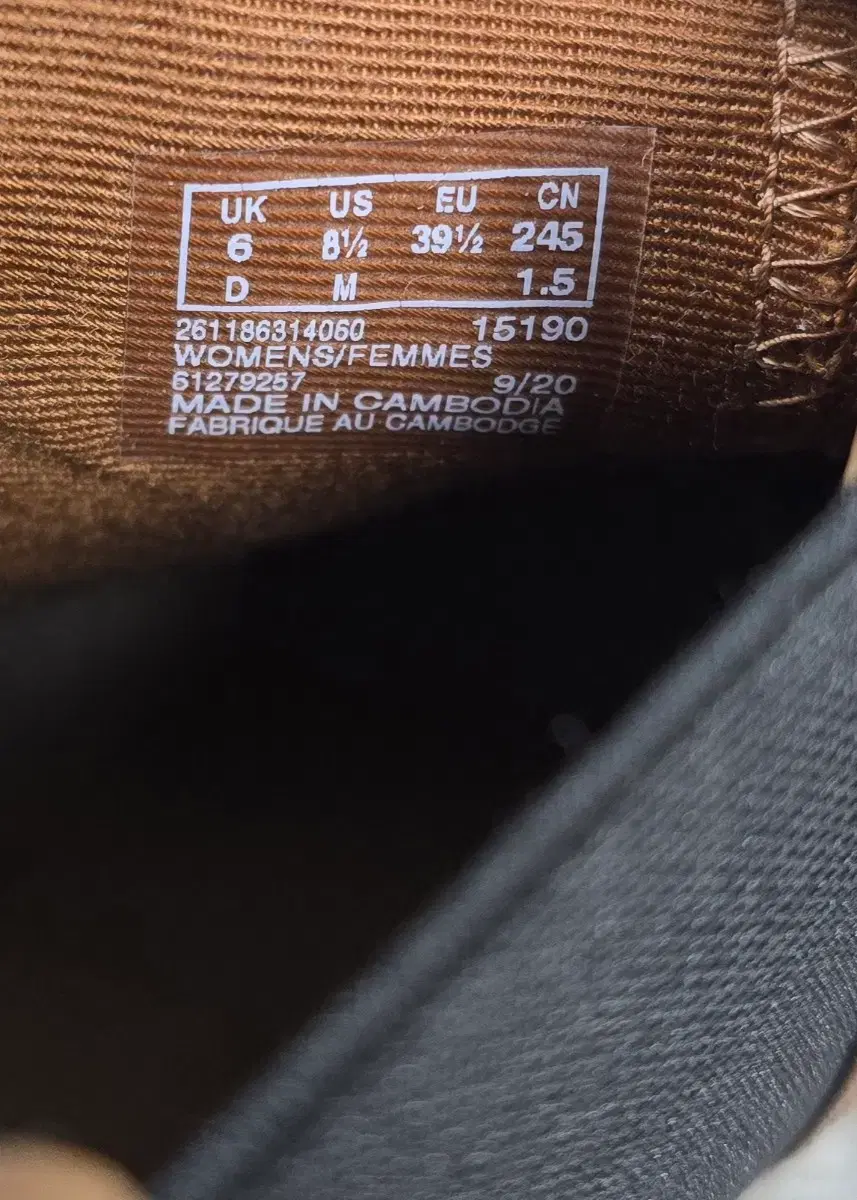 UK US EU CN
6 8½ 39½ 245
D M 1.5
261186314060 15190
WOMENS/FEMMES
61279257 9/20
MADE IN CAMBODIA
FABRIQUE AU CAMBODGE